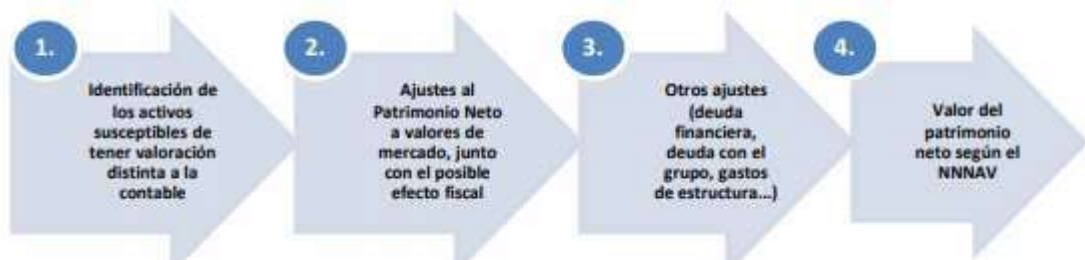 1.
Identificación de
los activos
susceptibles de
tener valoración
distinta a la
contable
2.
Ajustes al
Patrimonio Neto
a valores de
mercado, junto
con el posible
efecto fiscal
3.
Otros ajustes
(deuda
financiera,
deuda con el
grupo, gastos
de estructura...)
4.
Valor del
patrimonio
neto según el
NNNAV